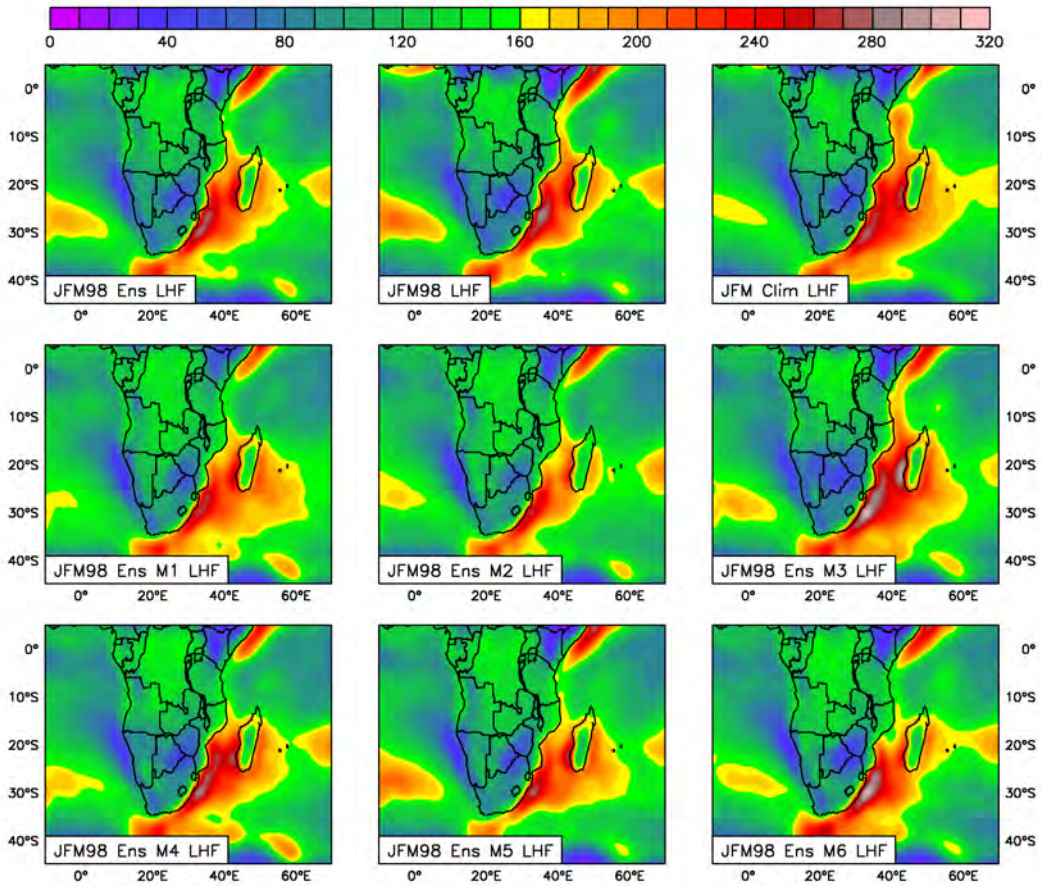 0 40 80 120 160 200 240 280 320
0°
10°S
20°S
30°S
40°S
JFM98 Ens LHF
JFM98 LHF
JFM Clim LHF
0°
10°S
20°S
30°S
40°S
0° 20°E 40°E 60°E
0° 20°E 40°E 60°E
0° 20°E 40°E 60°E
0°
10°S
20°S
30°S
40°S
JFM98 Ens M1 LHF
JFM98 Ens M2 LHF
JFM98 Ens M3 LHF
0°
10°S
20°S
30°S
40°S
0° 20°E 40°E 60°E
0° 20°E 40°E 60°E
0° 20°E 40°E 60°E
0°
10°S
20°S
30°S
40°S
JFM98 Ens M4 LHF
JFM98 Ens M5 LHF
JFM98 Ens M6 LHF
0°
10°S
20°S
30°S
40°S
0° 20°E 40°E 60°E
0° 20°E 40°E 60°E
0° 20°E 40°E 60°E